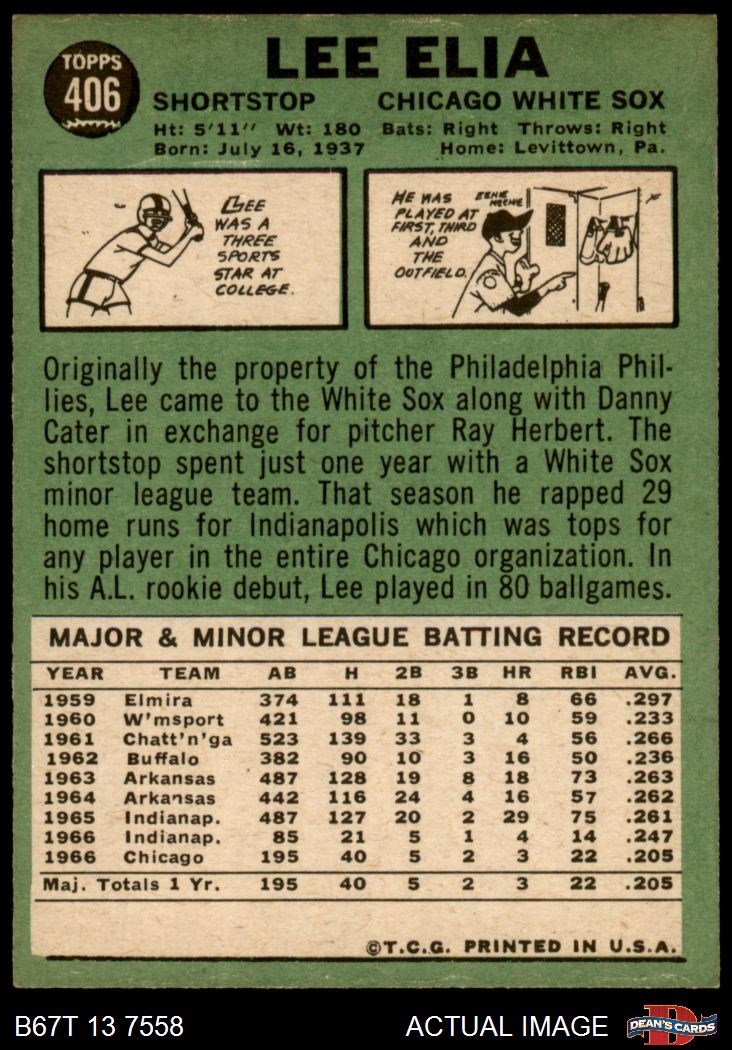 TOPPS
406
LEE ELIA
SHORTSTOP CHICAGO WHITE SOX
Ht: 5'11" Wt: 180 Bats: Right Throws: Right
Born: July 16, 1937 Home: Levittown, Pa.
LEE
WAS A
THREE
SPORTS
STAR AT
COLLEGE.
HE WAS
PLAYED AT
FIRST, THIRD
AND
THE
OUTFIELD.
EENIE
MEENIE
Originally the property of the Philadelphia Phil-
lies, Lee came to the White Sox along with Danny
Cater in exchange for pitcher Ray Herbert. The
shortstop spent just one year with a White Sox
minor league team. That season he rapped 29
home runs for Indianapolis which was tops for
any player in the entire Chicago organization. In
his A.L. rookie debut, Lee played in 80 ballgames.
MAJOR & MINOR LEAGUE BATTING RECORD
YEAR TEAM AB H 2B 3B HR RBI AVG.
1959 Elmira 374 111 18 1 8 66 .297
1960 W'msport 421 98 11 0 10 59 .233
1961 Chatt'n'ga 523 139 33 3 4 56 .266
1962 Buffalo 382 90 10 3 16 50 .236
1963 Arkansas 487 128 19 8 18 73 .263
1964 Arkansas 442 116 24 4 16 57 .262
1965 Indianap. 487 127 20 2 29 75 .261
1966 Indianap. 85 21 5 1 4 14 .247
1966 Chicago 195 40 5 2 3 22 .205
Maj. Totals 1 Yr. 195 40 5 2 3 22 .205
©T.C.G. PRINTED IN U.S.A.
B67T 13 7558 ACTUAL IMAGE
D
DEAN'S CARDS